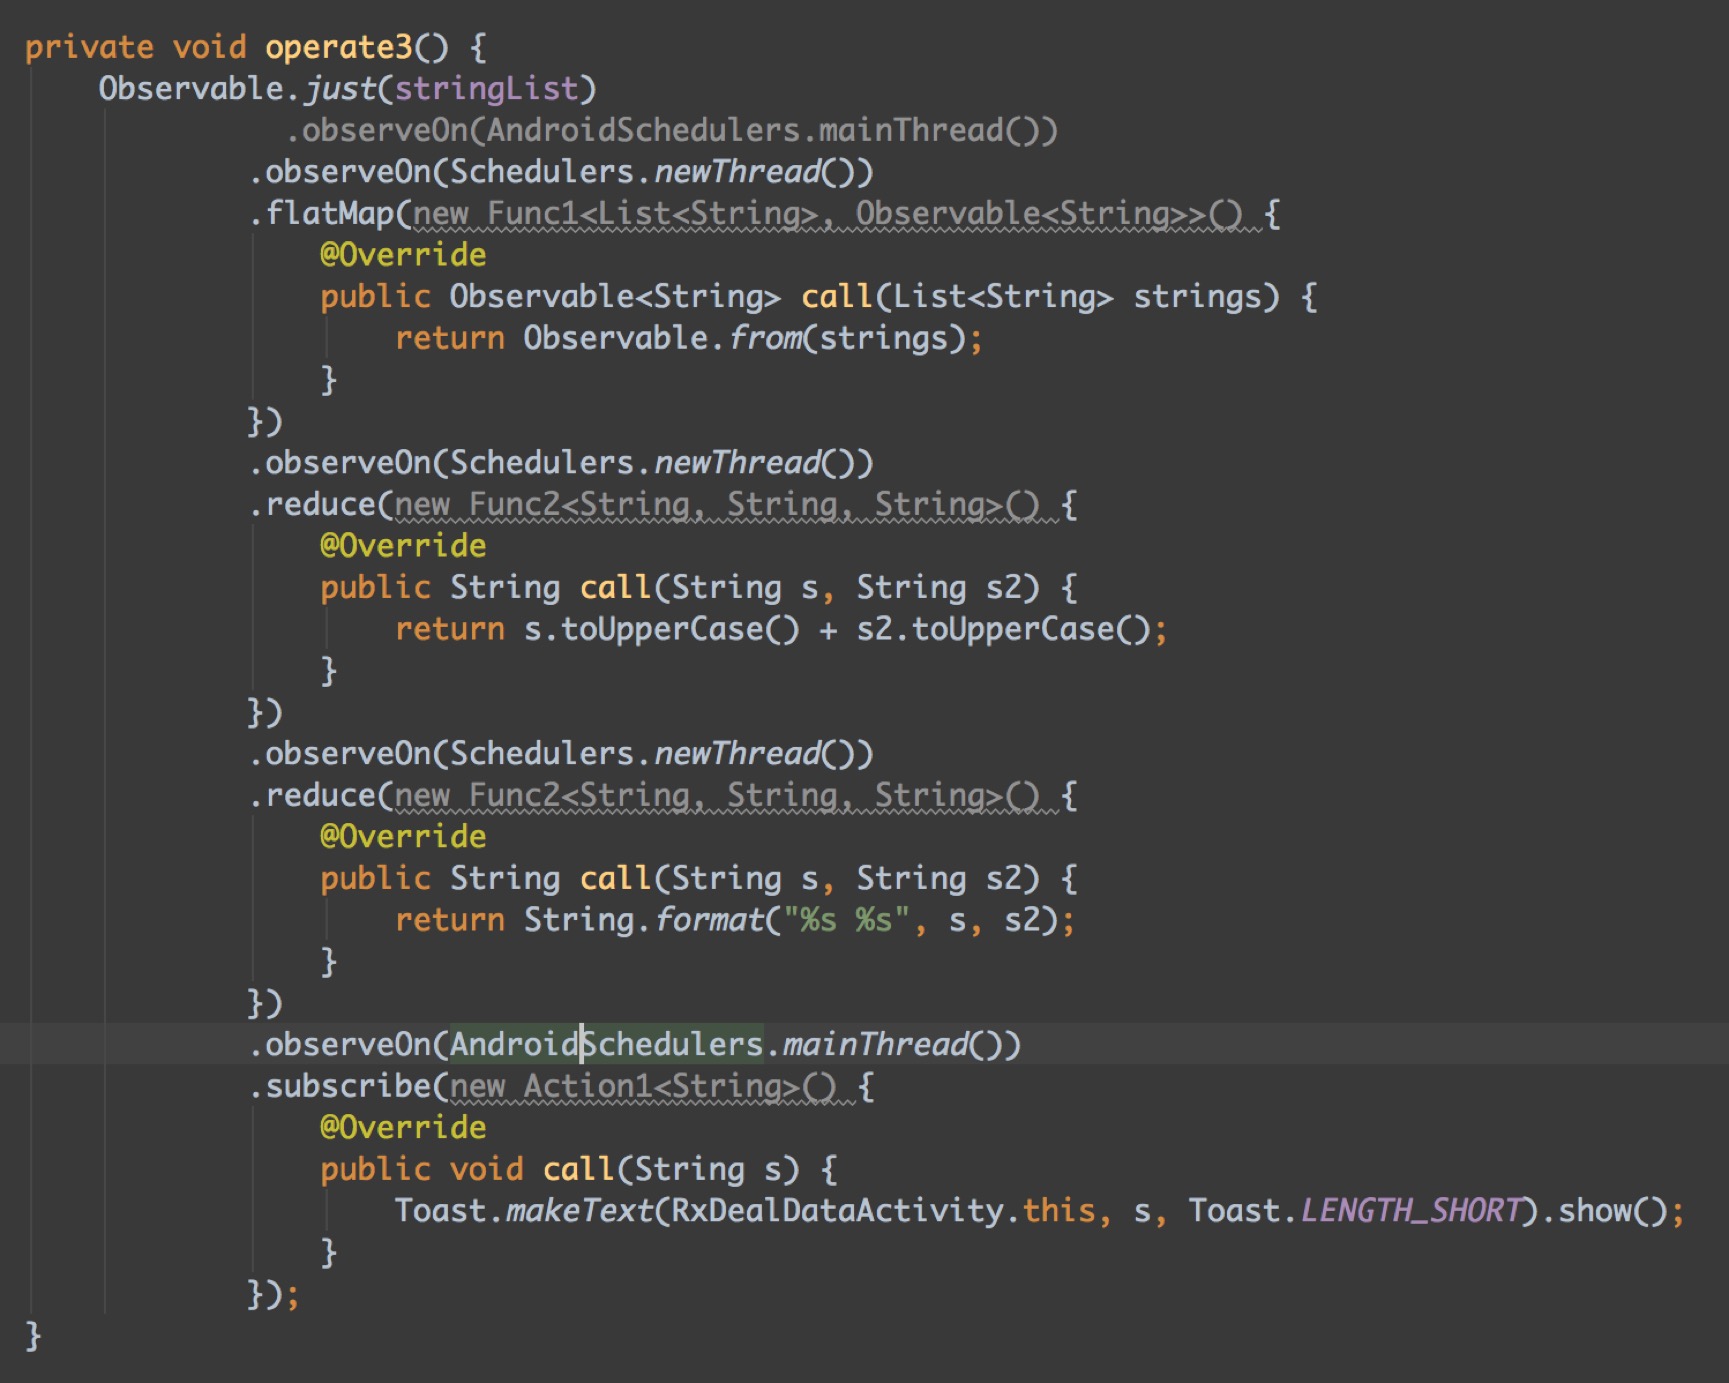 private void operate3() {
    Observable.just(stringList)
              .observeOn(AndroidSchedulers.mainThread())
            .observeOn(Schedulers.newThread())
            .flatMap(new Func1<List<String>, Observable<String>>() {
                @Override
                public Observable<String> call(List<String> strings) {
                    return Observable.from(strings);
                }
            })
            .observeOn(Schedulers.newThread())
            .reduce(new Func2<String, String, String>() {
                @Override
                public String call(String s, String s2) {
                    return s.toUpperCase() + s2.toUpperCase();
                }
            })
            .observeOn(Schedulers.newThread())
            .reduce(new Func2<String, String, String>() {
                @Override
                public String call(String s, String s2) {
                    return String.format("%s %s", s, s2);
                }
            })
            .observeOn(AndroidSchedulers.mainThread())
            .subscribe(new Action1<String>() {
                @Override
                public void call(String s) {
                    Toast.makeText(RxDealDataActivity.this, s, Toast.LENGTH_SHORT).show();
                }
            });
}